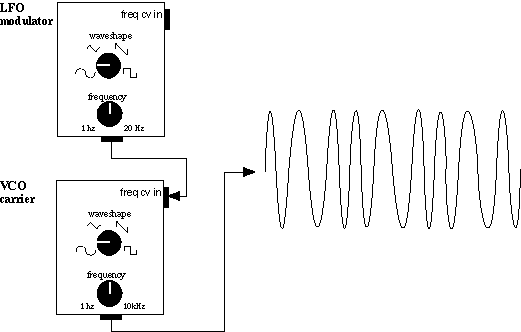 LFO
modulator
freq cv in
waveshape
frequency
1 hz 20 Hz
VCO
carrier
freq cv in
waveshape
frequency
1 hz 10kHz